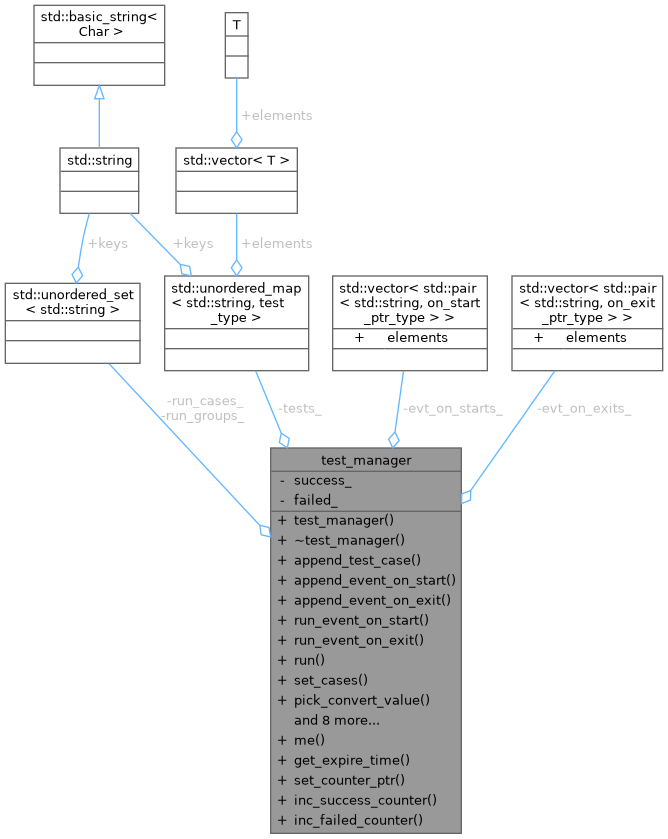 std::basic_string<
Char >
T
+elements
std::string
std::vector< T >
+keys
+keys
+elements
std::unordered_set
< std::string >
std::unordered_map
< std::string, test
_type >
std::vector< std::pair
< std::string, on_start
_ptr_type > >
+ elements
std::vector< std::pair
< std::string, on_exit
_ptr_type > >
+ elements
-run_cases_
-run_groups_
-tests_
-evt_on_starts_
-evt_on_exits_
test_manager
- success_
- failed_
+ test_manager()
+ ~test_manager()
+ append_test_case()
+ append_event_on_start()
+ append_event_on_exit()
+ run_event_on_start()
+ run_event_on_exit()
+ run()
+ set_cases()
+ pick_convert_value()
and 8 more...
+ me()
+ get_expire_time()
+ set_counter_ptr()
+ inc_success_counter()
+ inc_failed_counter()